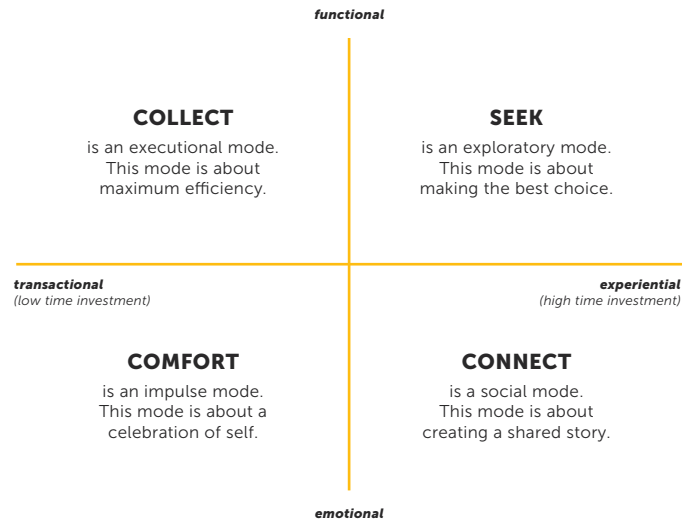 functional
COLLECT
is an executional mode.
This mode is about
maximum efficiency.
SEEK
is an exploratory mode.
This mode is about
making the best choice.
transactional
(low time investment)
experiential
(high time investment)
COMFORT
is an impulse mode.
This mode is about a
celebration of self.
CONNECT
is a social mode.
This mode is about
creating a shared story.
emotional